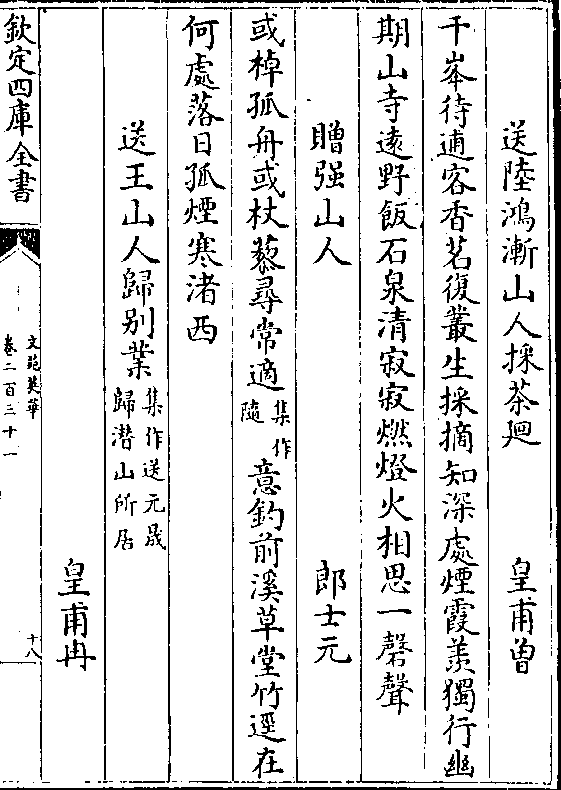 送陸鴻漸山人採茶廻 皇甫曽
千峯待逋客香茗復叢生採摘知深處煙霞羨獨行幽
期山寺遠野飯石泉清寂寂燃燈火相思一磬聲
贈强山人 郎士元
或棹孤舟或杖藜尋常適集作隨意釣前溪草堂竹逕在
何處落日孤煙寒渚西
送王山人歸别業集作送元晟歸潛山所居
皇甫冉
欽定四庫全書
文苑英華
卷二百三十一
十八